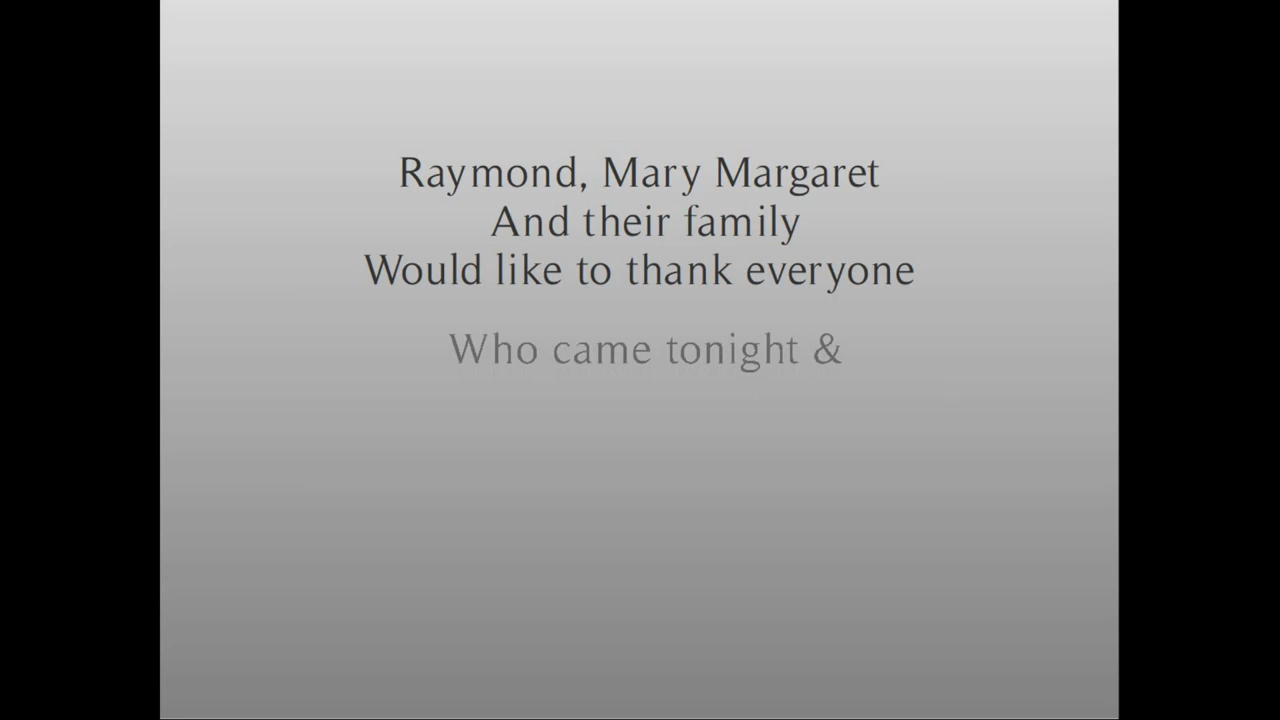 Raymond, Mary Margaret
And their family
Would like to thank everyone
Who came tonight &